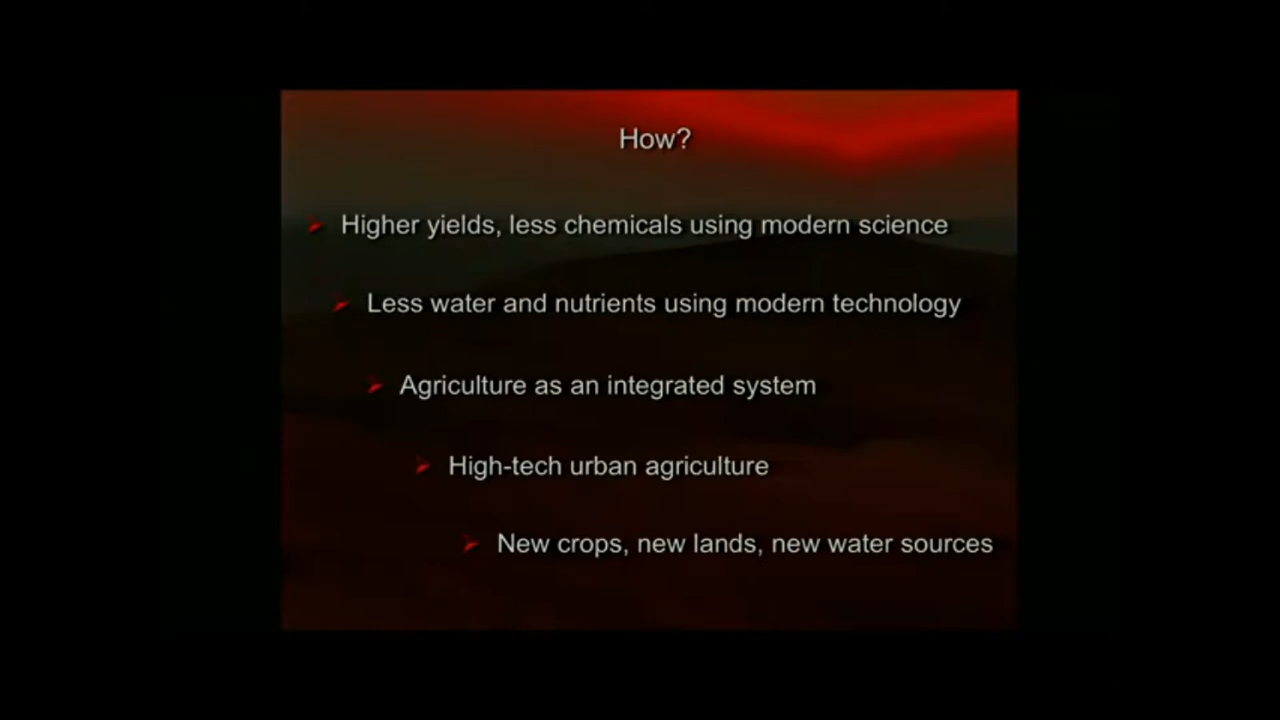 How?
Higher yields, less chemicals using modern science
Less water and nutrients using modern technology
Agriculture as an integrated system
High-tech urban agriculture
New crops, new lands, new water sources